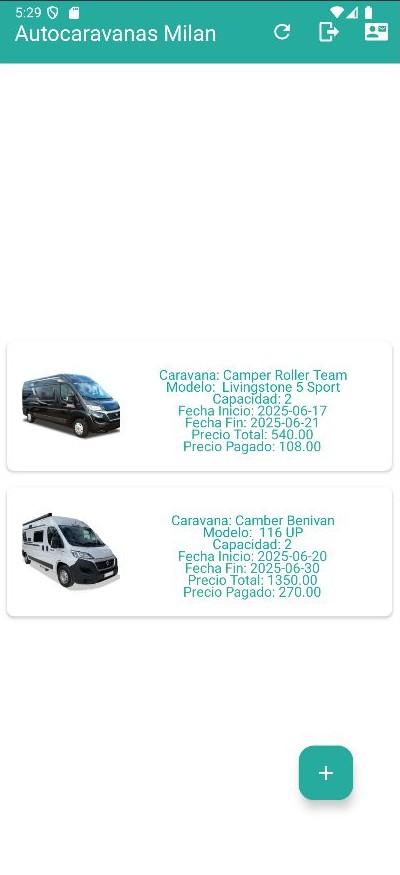 5:29
Autocaravanas Milan
Caravana: Camper Roller Team
Modelo:  Livingstone 5 Sport
Capacidad: 2
Fecha Inicio: 2025-06-17
Fecha Fin: 2025-06-21
Precio Total: 540.00
Precio Pagado: 108.00
Caravana: Camber Benivan
Modelo:  116 UP
Capacidad: 2
Fecha Inicio: 2025-06-20
Fecha Fin: 2025-06-30
Precio Total: 1350.00
Precio Pagado: 270.00